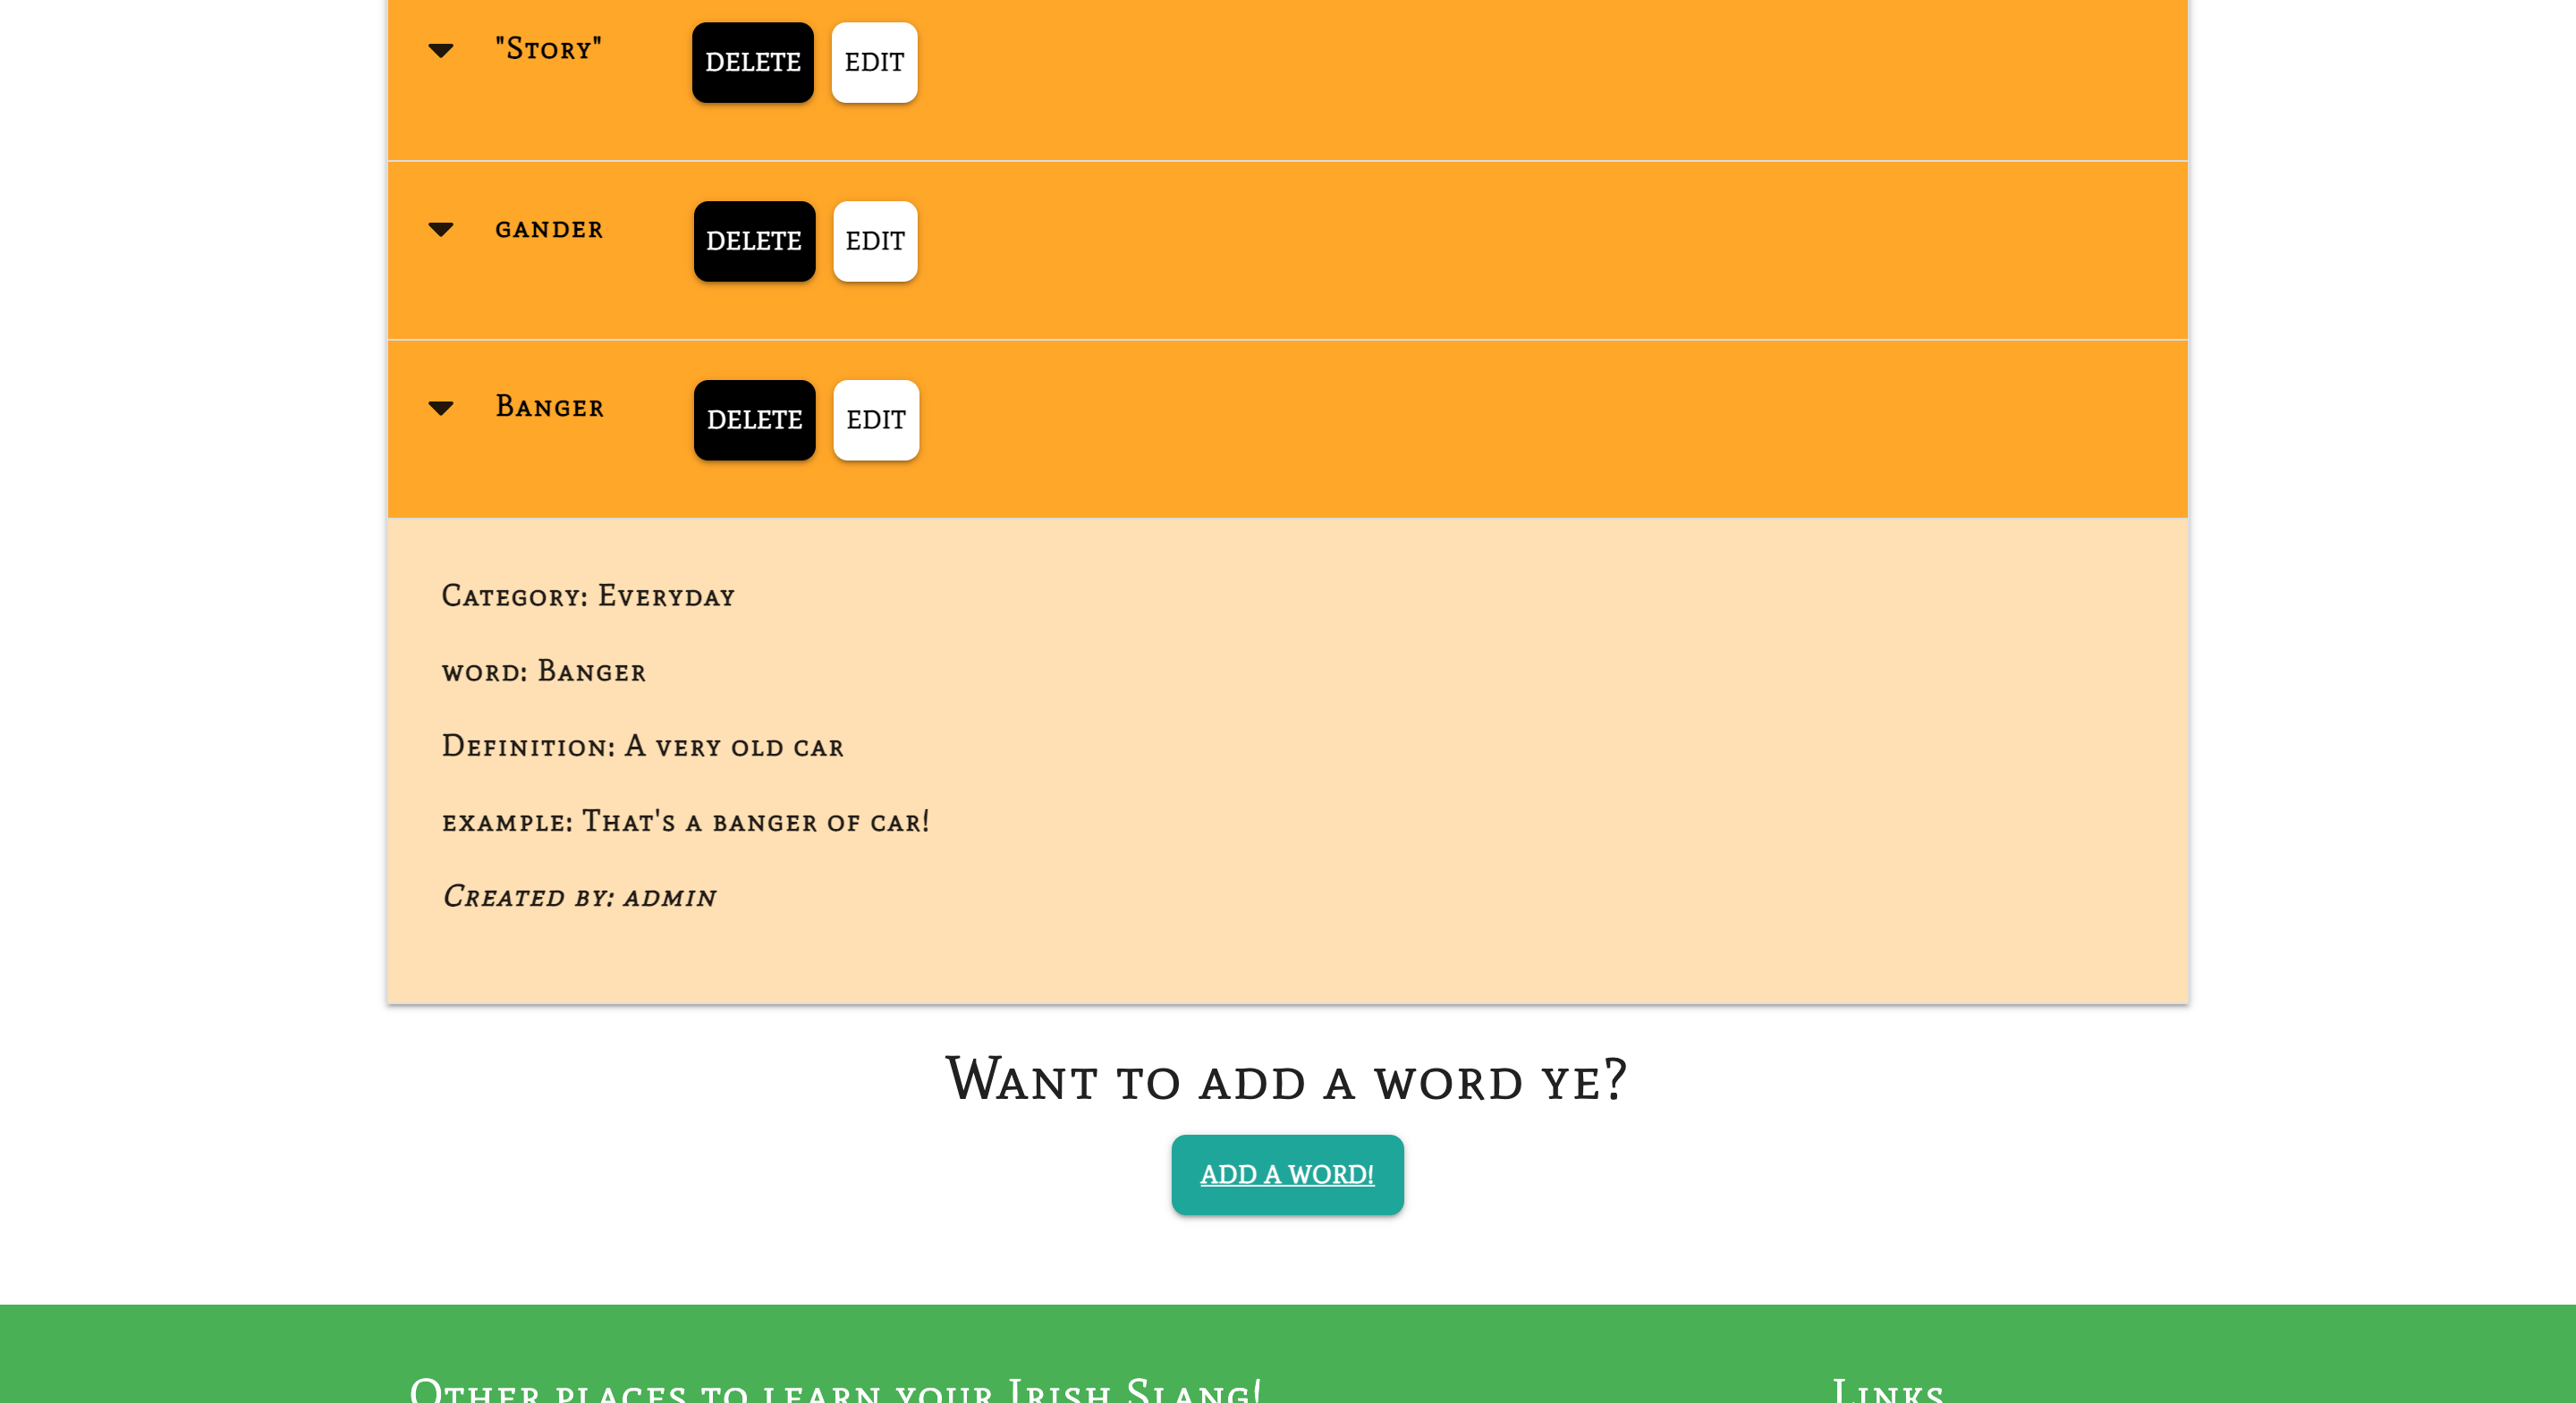 "Story" DELETE EDIT
gander DELETE EDIT
Banger DELETE EDIT
Category: Everyday
word: Banger
Definition: A very old car
example: That's a banger of car!
Created by: admin
Want to add a word ye?
ADD A WORD!
Other places to learn your Irish Slang! Links